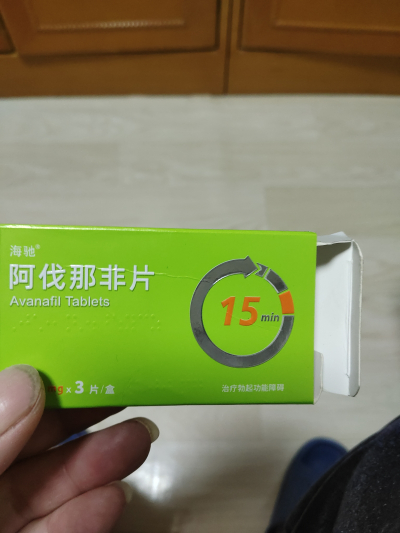 海驰®
阿伐那非片
Avanafil Tablets
15 min
mg × 3 片/盒
治疗勃起功能障碍